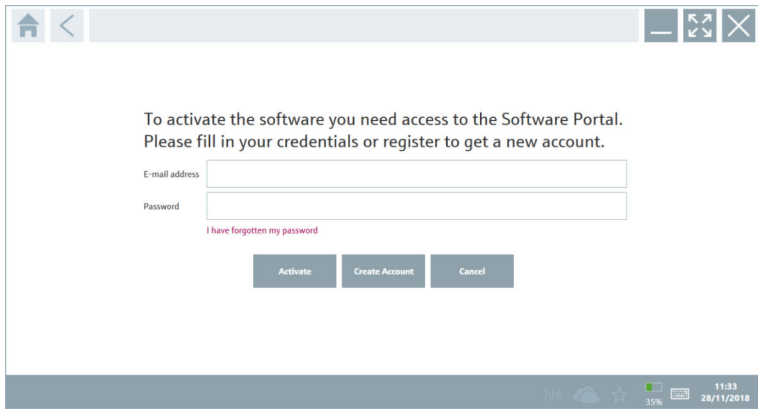 To activate the software you need access to the Software Portal.
Please fill in your credentials or register to get a new account.
E-mail address
Password
I have forgotten my password
Activate
Create Account
Cancel
35%
11:33
28/11/2018